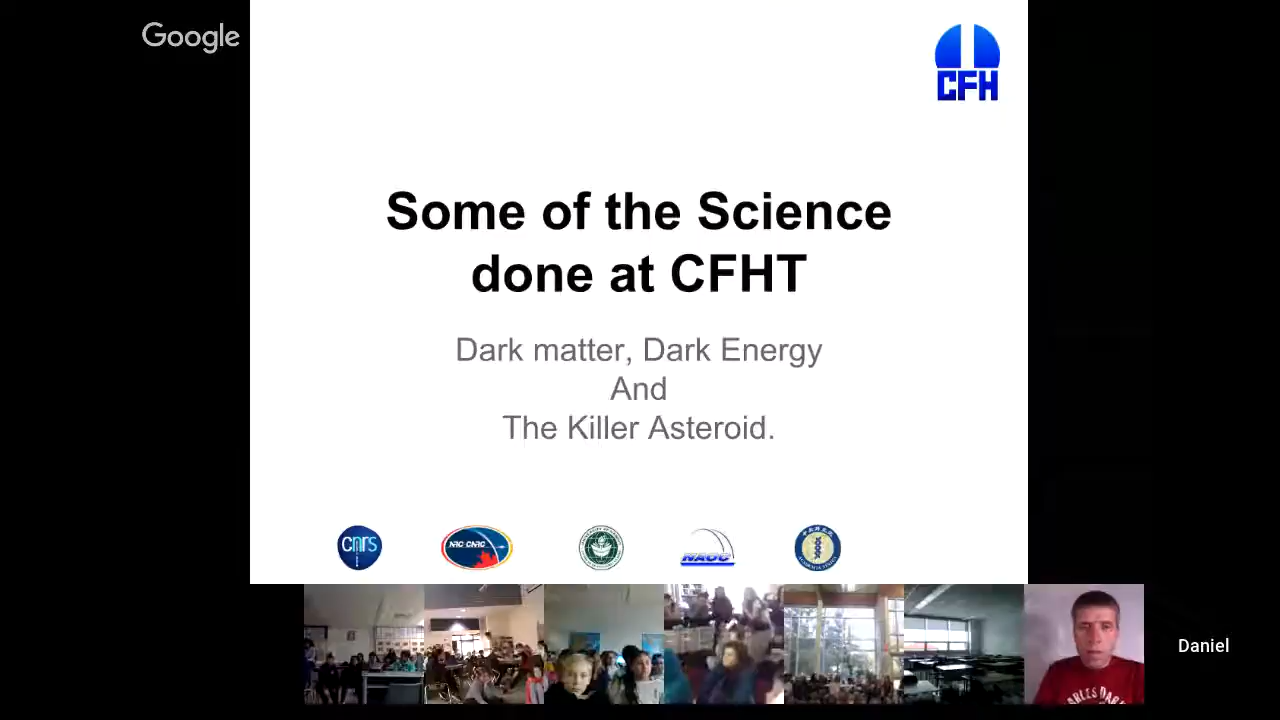 Google
CFH
Some of the Science
done at CFHT
Dark matter, Dark Energy
And
The Killer Asteroid.
cnrs
NRC·CNRC
NAOC
Daniel